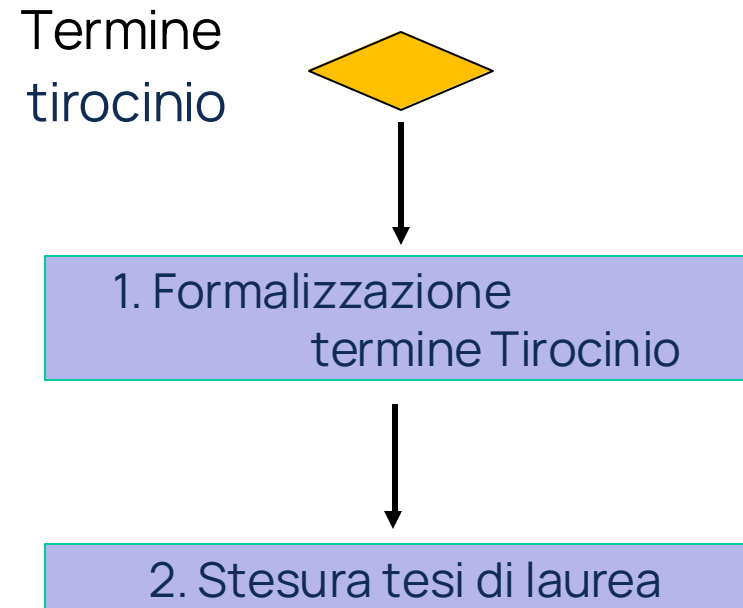 Termine
tirocinio
1. Formalizzazione
termine Tirocinio
2. Stesura tesi di laurea